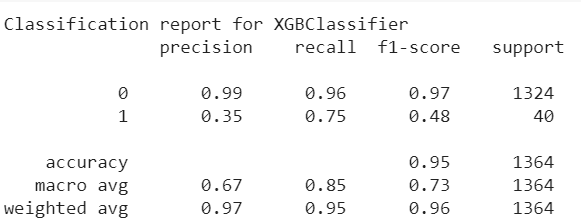 Classification report for XGBClassifier
precision recall f1-score support
0 0.99 0.96 0.97 1324
1 0.35 0.75 0.48 40
accuracy 0.95 1364
macro avg 0.67 0.85 0.73 1364
weighted avg 0.97 0.95 0.96 1364